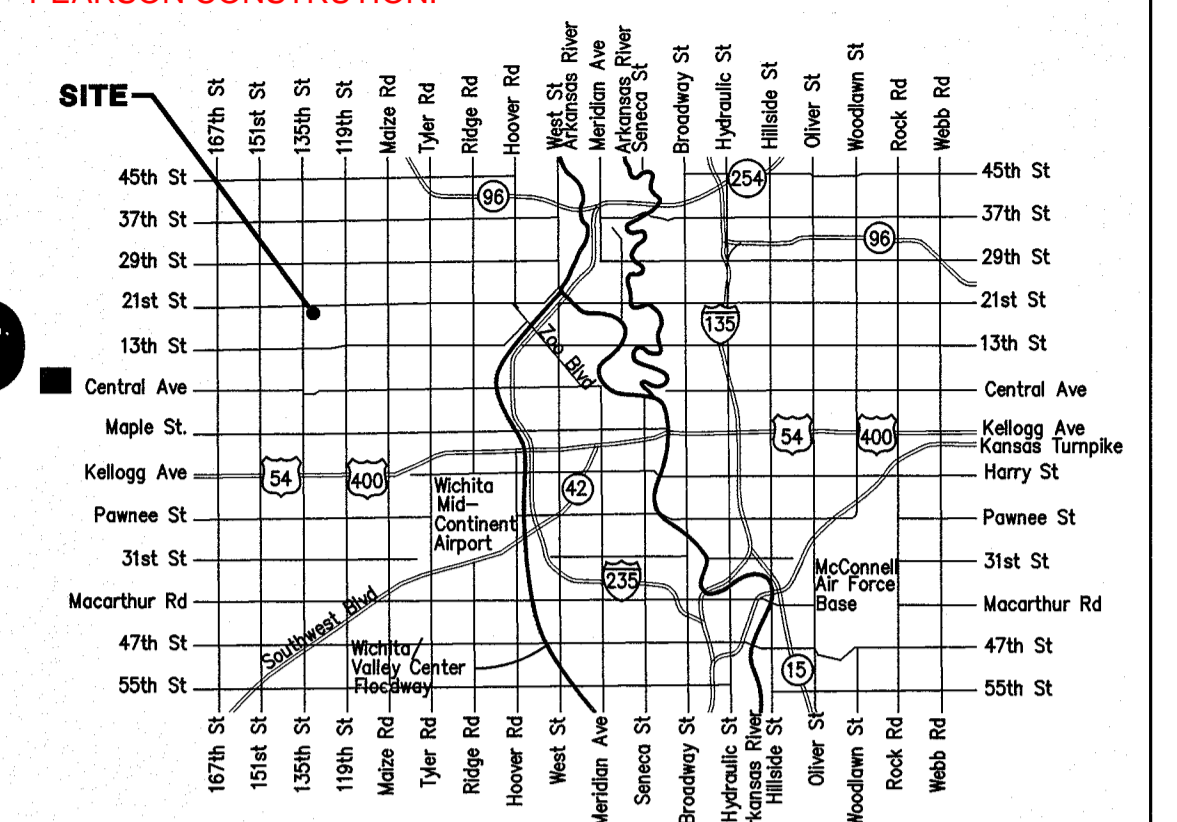 PEARSON CONSTRUTION.
SITE
167th St
151st St
135th St
119th St
Maize Rd
Tyler Rd
Ridge Rd
Hoover Rd
West St
Arkansas River
Meridian Ave
Arkansas River
Seneca St
Broadway St
Hydraulic St
Hillside St
Oliver St
Woodlawn St
Rock Rd
Webb Rd
45th St
96
254
45th St
37th St
37th St
29th St
96
29th St
21st St
21st St
135
13th St
Zoo Blvd
13th St
Central Ave
Central Ave
Maple St.
54
400
Kellogg Ave
Kansas Turnpike
Kellogg Ave
54
400
Harry St
Wichita
Mid-
Continent
Airport
42
Pawnee St
Pawnee St
31st St
31st St
235
McConnell
Air Force
Base
Macarthur Rd
Macarthur Rd
Southwest Blvd
47th St
47th St
Wichita/
Valley Center
Floodway
15
55th St
55th St
167th St
151st St
135th St
119th St
Maize Rd
Tyler Rd
Ridge Rd
Hoover Rd
West St
Meridian Ave
Seneca St
Broadway St
Hydraulic St
rkansas River
Hillside St
Oliver St
Woodlawn St
Rock Rd
Webb Rd